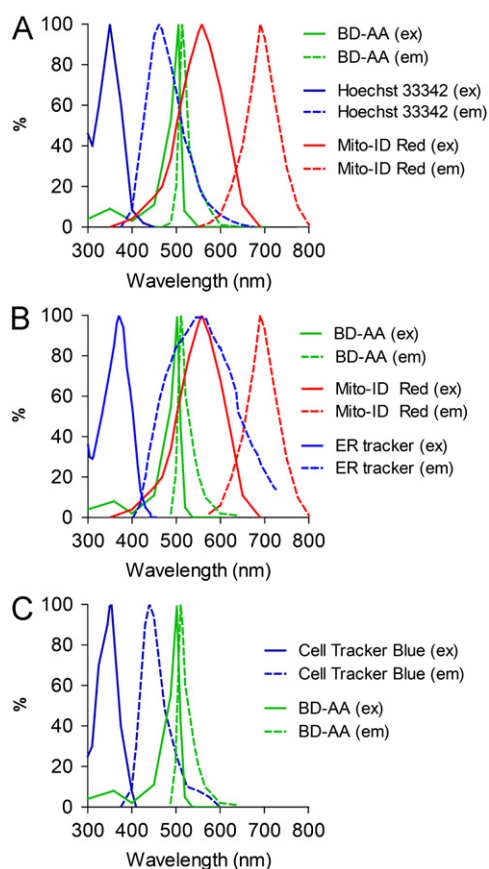 A
100
80
60
40
20
0
%
300 400 500 600 700 800
Wavelength (nm)
BD-AA (ex)
BD-AA (em)
Hoechst 33342 (ex)
Hoechst 33342 (em)
Mito-ID Red (ex)
Mito-ID Red (em)
B
100
80
60
40
20
0
%
300 400 500 600 700 800
Wavelength (nm)
BD-AA (ex)
BD-AA (em)
Mito-ID Red (ex)
Mito-ID Red (em)
ER tracker (ex)
ER tracker (em)
C
100
80
60
40
20
0
%
300 400 500 600 700 800
Wavelength (nm)
Cell Tracker Blue (ex)
Cell Tracker Blue (em)
BD-AA (ex)
BD-AA (em)